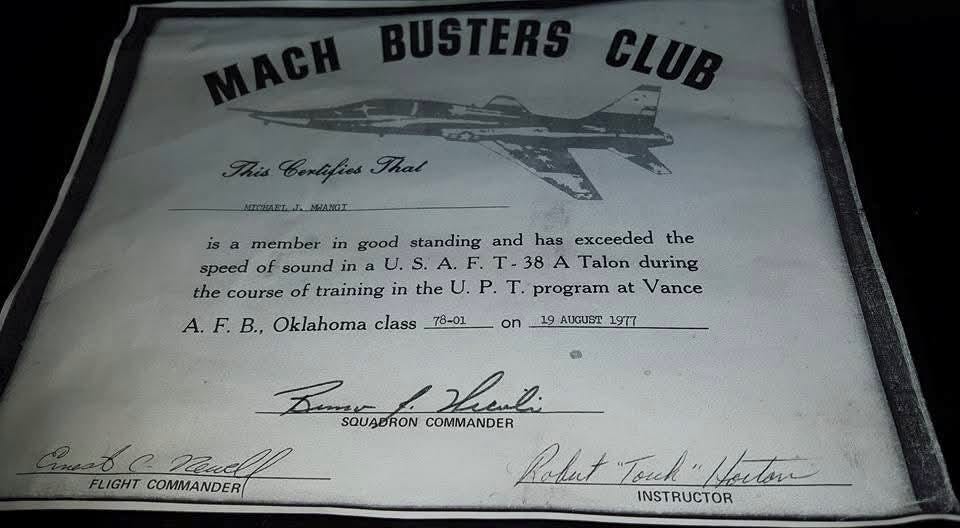 MACH BUSTERS CLUB
This Certifies That
MICHAEL J. MWANGI
is a member in good standing and has exceeded the
speed of sound in a U. S. A. F. T-38 A Talon during
the course of training in the U. P. T. program at Vance
A. F. B., Oklahoma class 78-01 on 19 AUGUST 1977
SQUADRON COMMANDER
Ernest C. Newell
FLIGHT COMMANDER
Robert "Touch" Horton
INSTRUCTOR